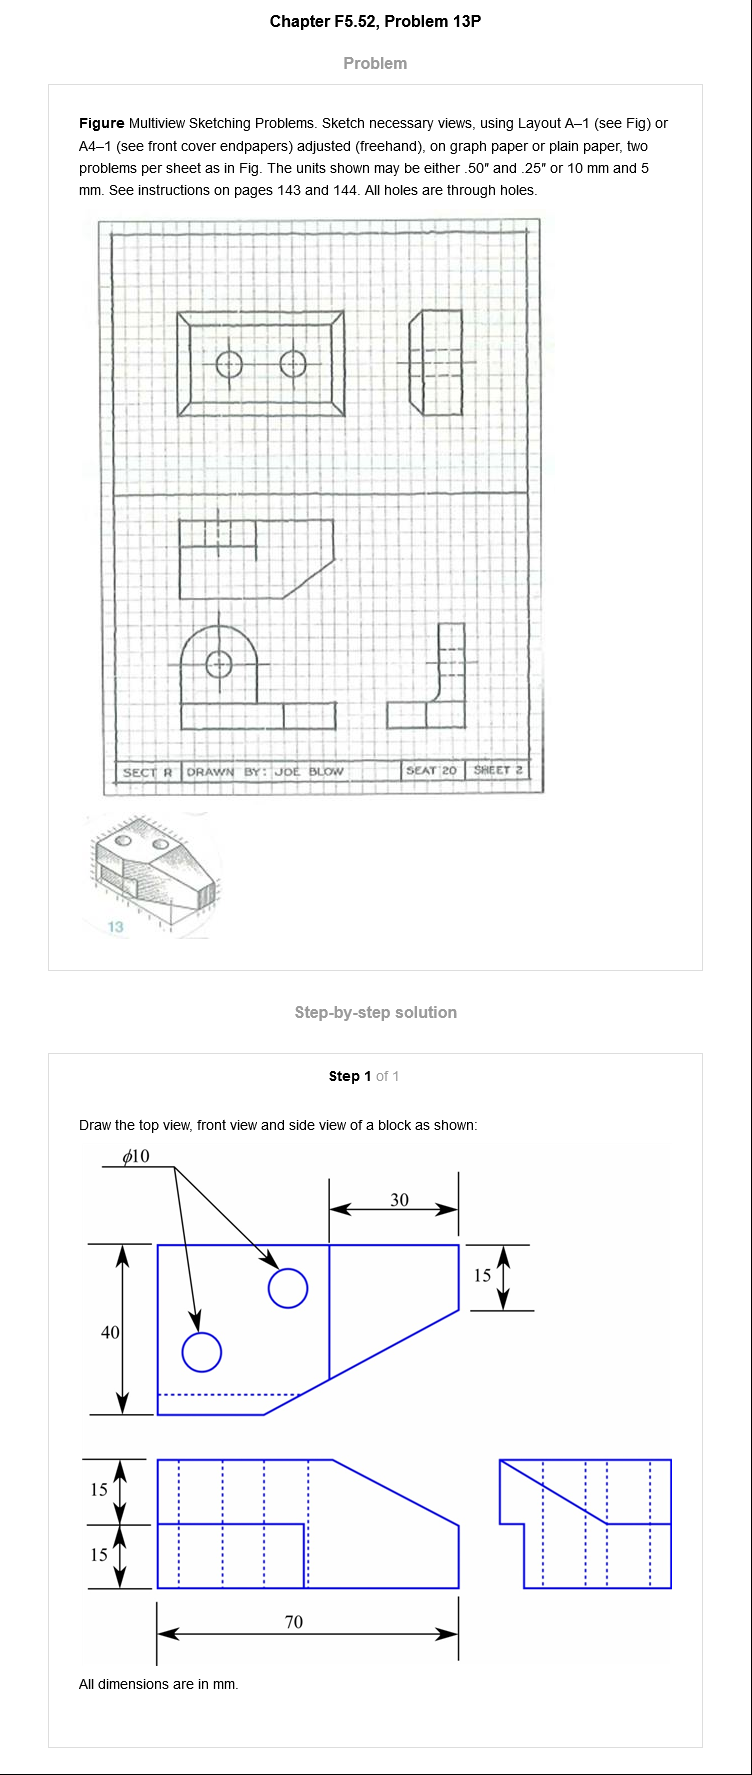 Chapter F5.52, Problem 13P
Problem
Figure Multiview Sketching Problems. Sketch necessary views, using Layout A–1 (see Fig) or
A4–1 (see front cover endpapers) adjusted (freehand), on graph paper or plain paper, two
problems per sheet as in Fig. The units shown may be either .50″ and .25″ or 10 mm and 5
mm. See instructions on pages 143 and 144. All holes are through holes.
SECT R DRAWN BY: JOE BLOW SEAT 20 SHEET 2
13
Step-by-step solution
Step 1 of 1
Draw the top view, front view and side view of a block as shown:
ϕ10
30
15
40
15
15
70
All dimensions are in mm.